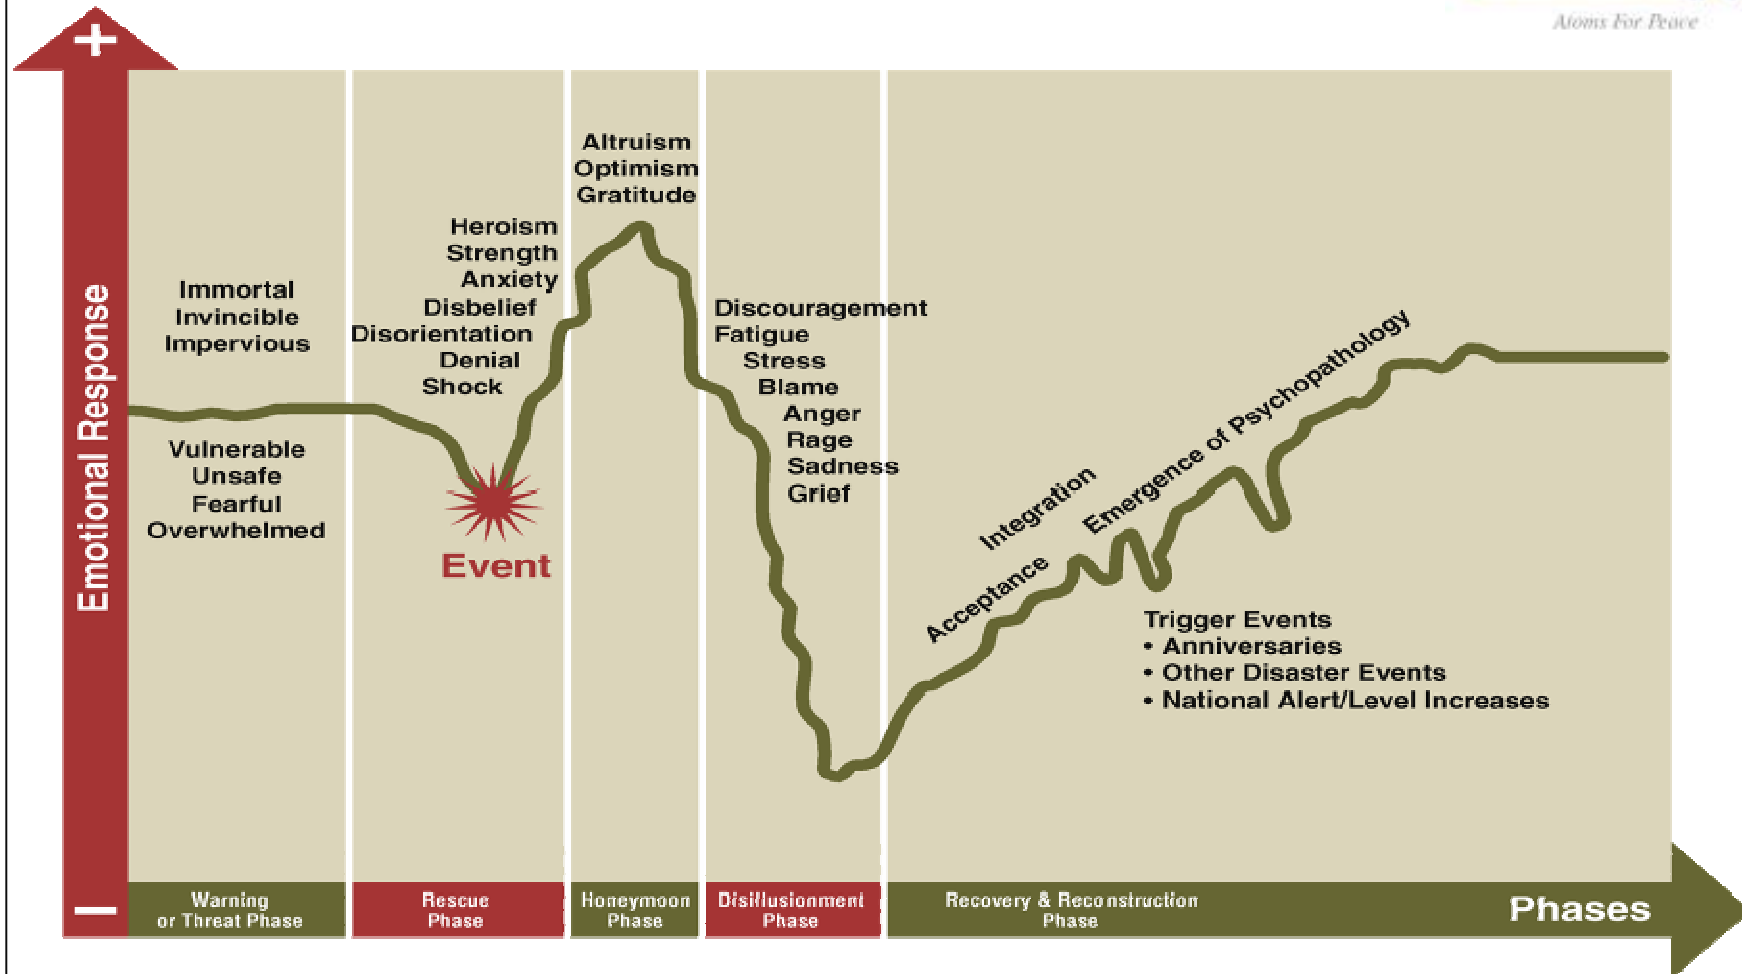 Atoms For Peace
+
Emotional Response
Immortal
Invincible
Impervious
Vulnerable
Unsafe
Fearful
Overwhelmed
Heroism
Strength
Anxiety
Disbelief
Disorientation
Denial
Shock
Event
Altruism
Optimism
Gratitude
Discouragement
Fatigue
Stress
Blame
Anger
Rage
Sadness
Grief
Acceptance
Integration
Emergence of Psychopathology
Trigger Events
• Anniversaries
• Other Disaster Events
• National Alert/Level Increases
—
Warning
or Threat Phase
Rescue
Phase
Honeymoon
Phase
Disillusionment
Phase
Recovery & Reconstruction
Phase
Phases